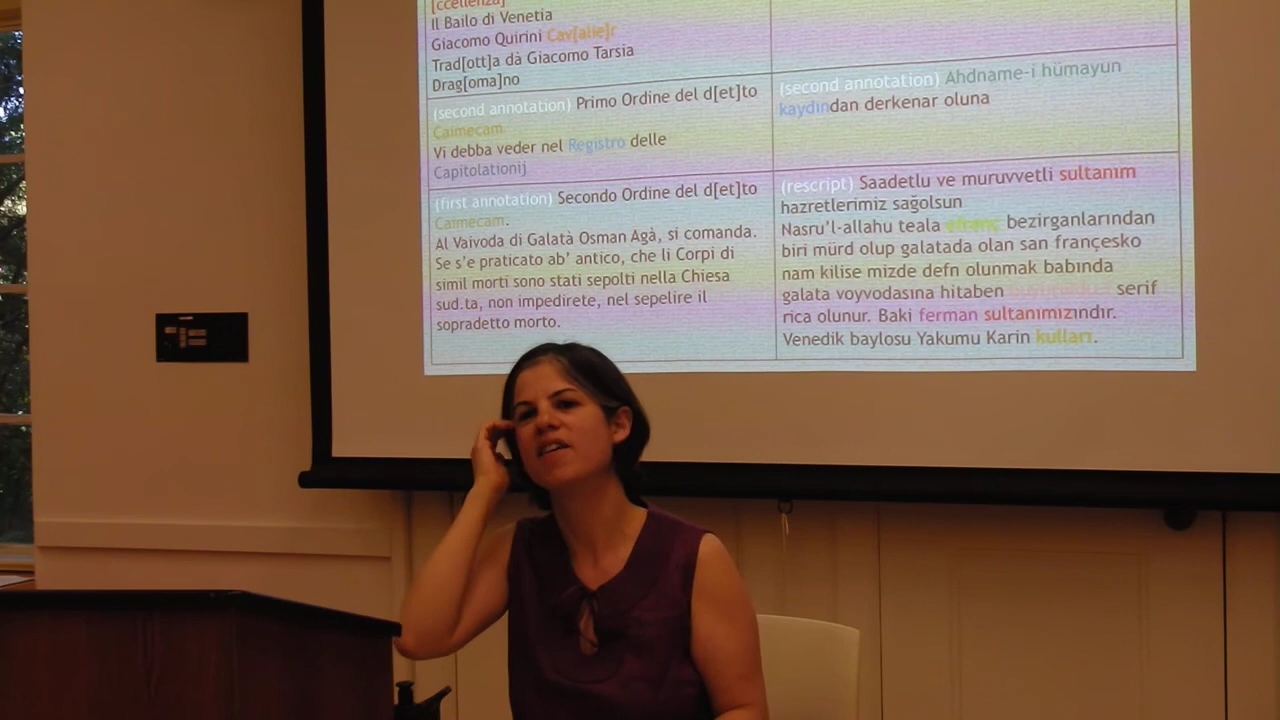 [ccellenza]
Il Bailo di Venetia
Giacomo Quirini Cav[alie]r
Trad[ott]a dà Giacomo Tarsia
Drag[oma]no
(second annotation) Primo Ordine del d[et]to
Caimecam
Vi debba veder nel Registro delle
Capitolationij
(second annotation) Ahdname-i hümayun
kaydından derkenar oluna
(first annotation) Secondo Ordine del d[et]to
Caimecam.
Al Vaivoda di Galatà Osman Agà, si comanda.
Se s'e praticato ab' antico, che li Corpi di
simil morti sono stati sepolti nella Chiesa
sud.ta, non impedirete, nel sepelire il
sopradetto morto.
(rescript) Saadetlu ve muruvvetli sultanım
hazretlerimiz sağolsun
Nasru'l-allahu teala bezirganlarından
biri mürd olup galatada olan san françesko
nam kilise mizde defn olunmak babında
galata voyvodasına hitaben serif
rica olunur. Baki ferman sultanımızındır.
Venedik baylosu Yakumu Karin kulları.